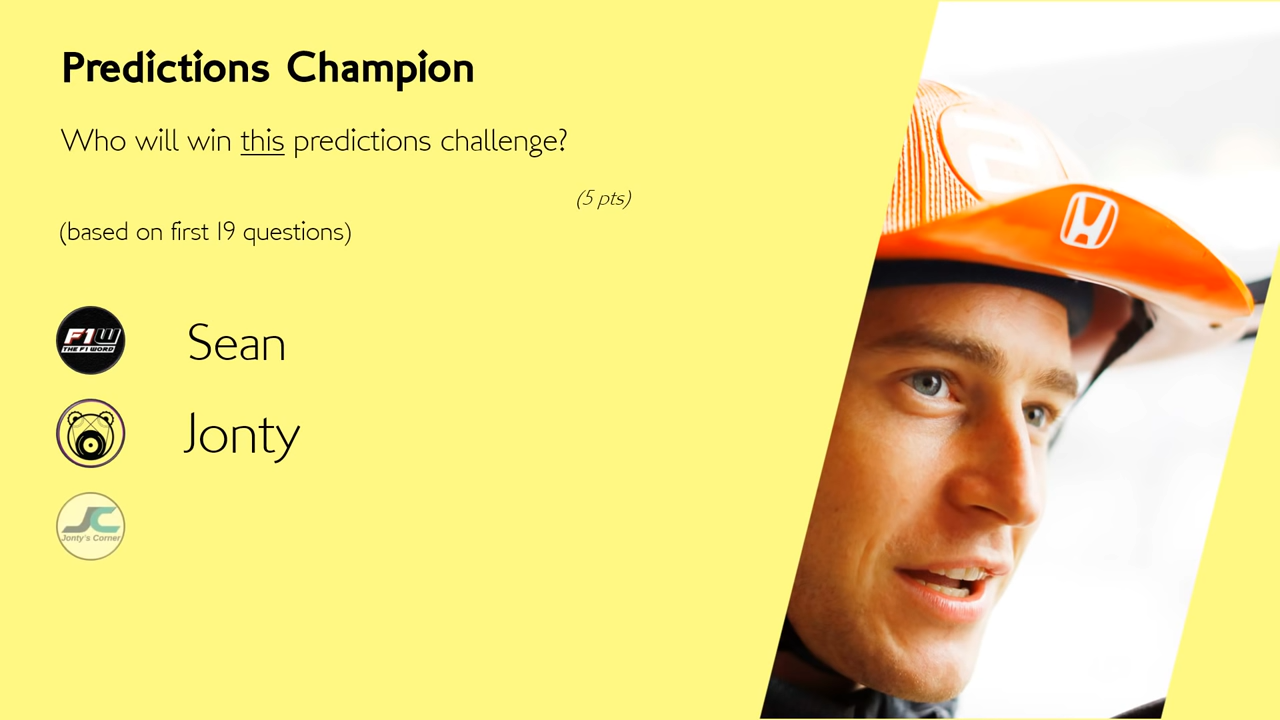 Predictions Champion
Who will win this predictions challenge?
(5 pts)
(based on first 19 questions)
F1W
THE F1 WORD
Sean
Jonty
JC
Jonty's Corner
2